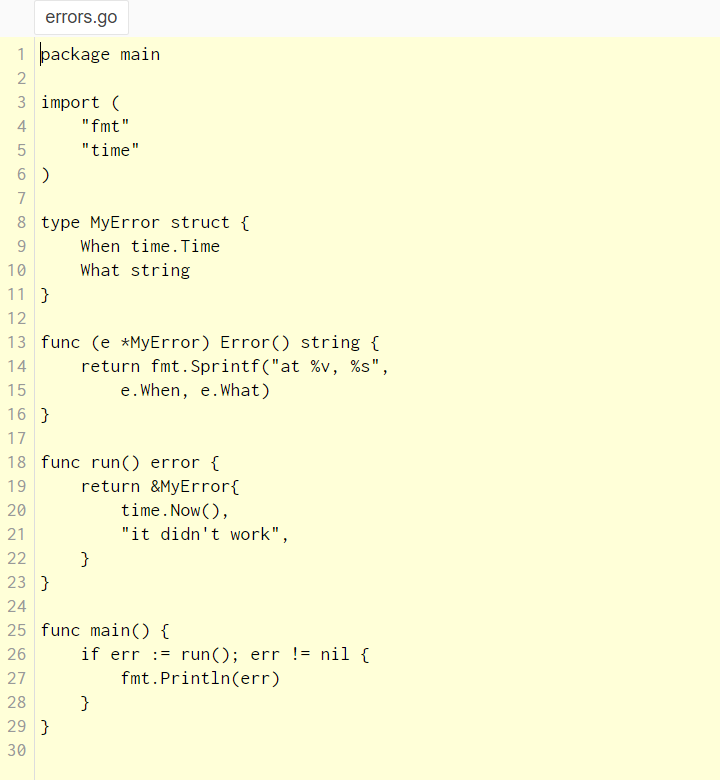 errors.go
1 package main
2
3 import (
4     "fmt"
5     "time"
6 )
7
8 type MyError struct {
9     When time.Time
10     What string
11 }
12
13 func (e *MyError) Error() string {
14     return fmt.Sprintf("at %v, %s",
15         e.When, e.What)
16 }
17
18 func run() error {
19     return &MyError{
20         time.Now(),
21         "it didn't work",
22     }
23 }
24
25 func main() {
26     if err := run(); err != nil {
27         fmt.Println(err)
28     }
29 }
30